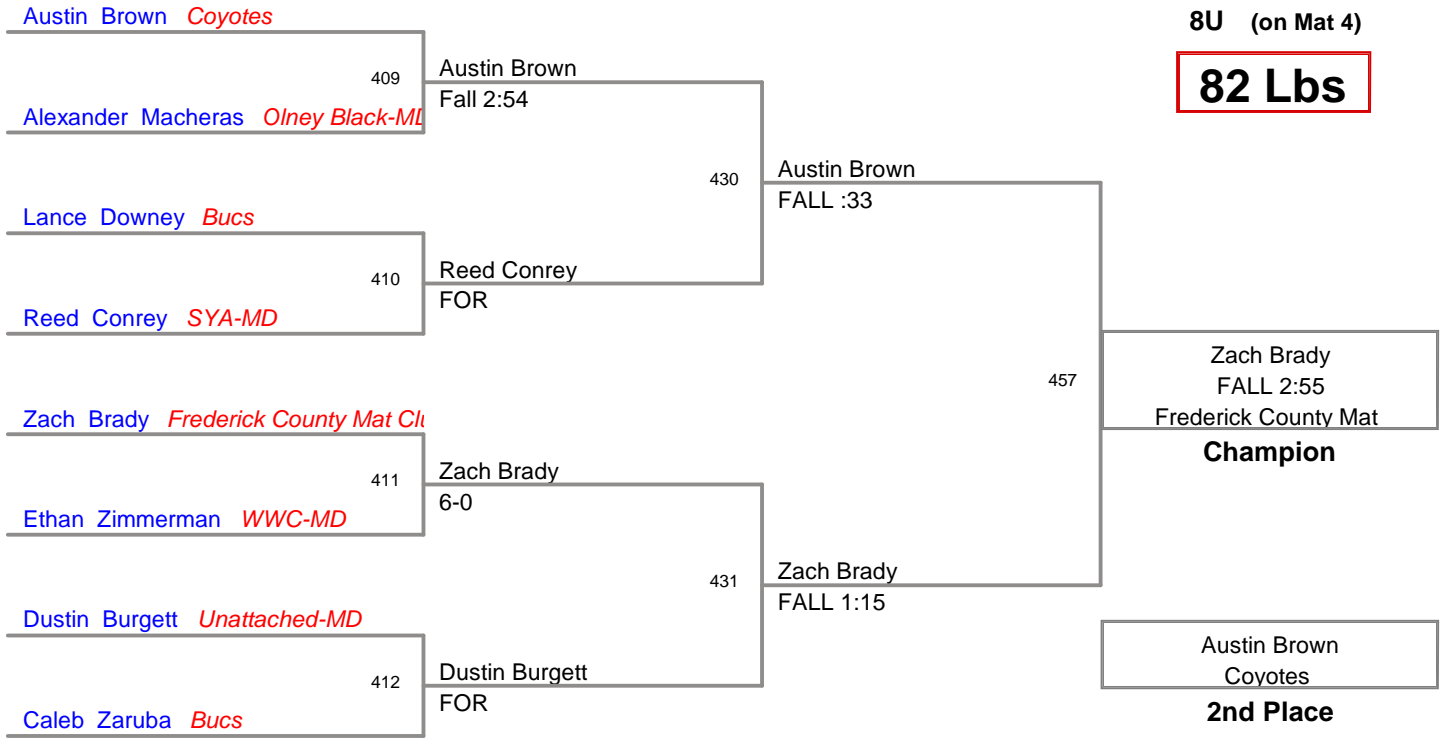 Austin Brown Coyotes
8U (on Mat 4)
82 Lbs
409
Austin Brown
Fall 2:54
Alexander Macheras Olney Black-MD
430
Austin Brown
FALL :33
Lance Downey Bucs
410
Reed Conrey
FOR
Reed Conrey SYA-MD
457
Zach Brady
FALL 2:55
Frederick County Mat
Champion
Zach Brady Frederick County Mat Clu
411
Zach Brady
6-0
Ethan Zimmerman WWC-MD
431
Zach Brady
FALL 1:15
Dustin Burgett Unattached-MD
412
Dustin Burgett
FOR
Caleb Zaruba Bucs
Austin Brown
Coyotes
2nd Place